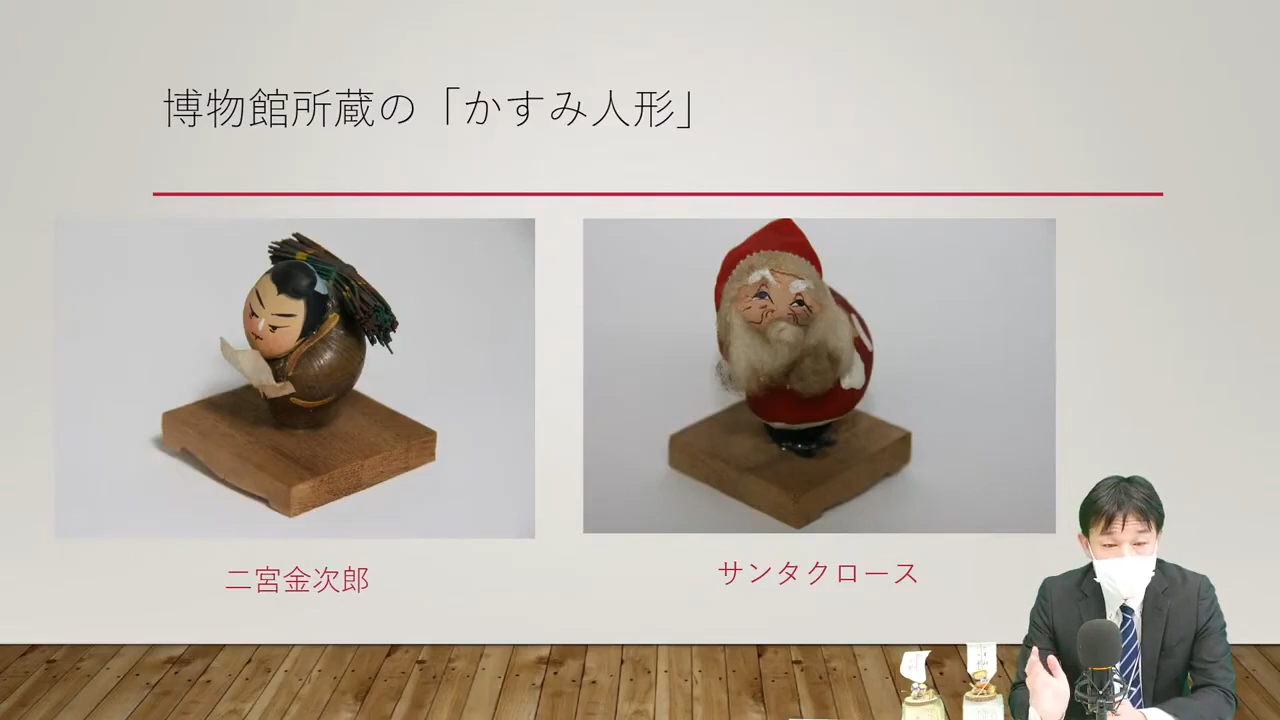 博物館所蔵の「かすみ人形」
二宮金次郎
サンタクロース